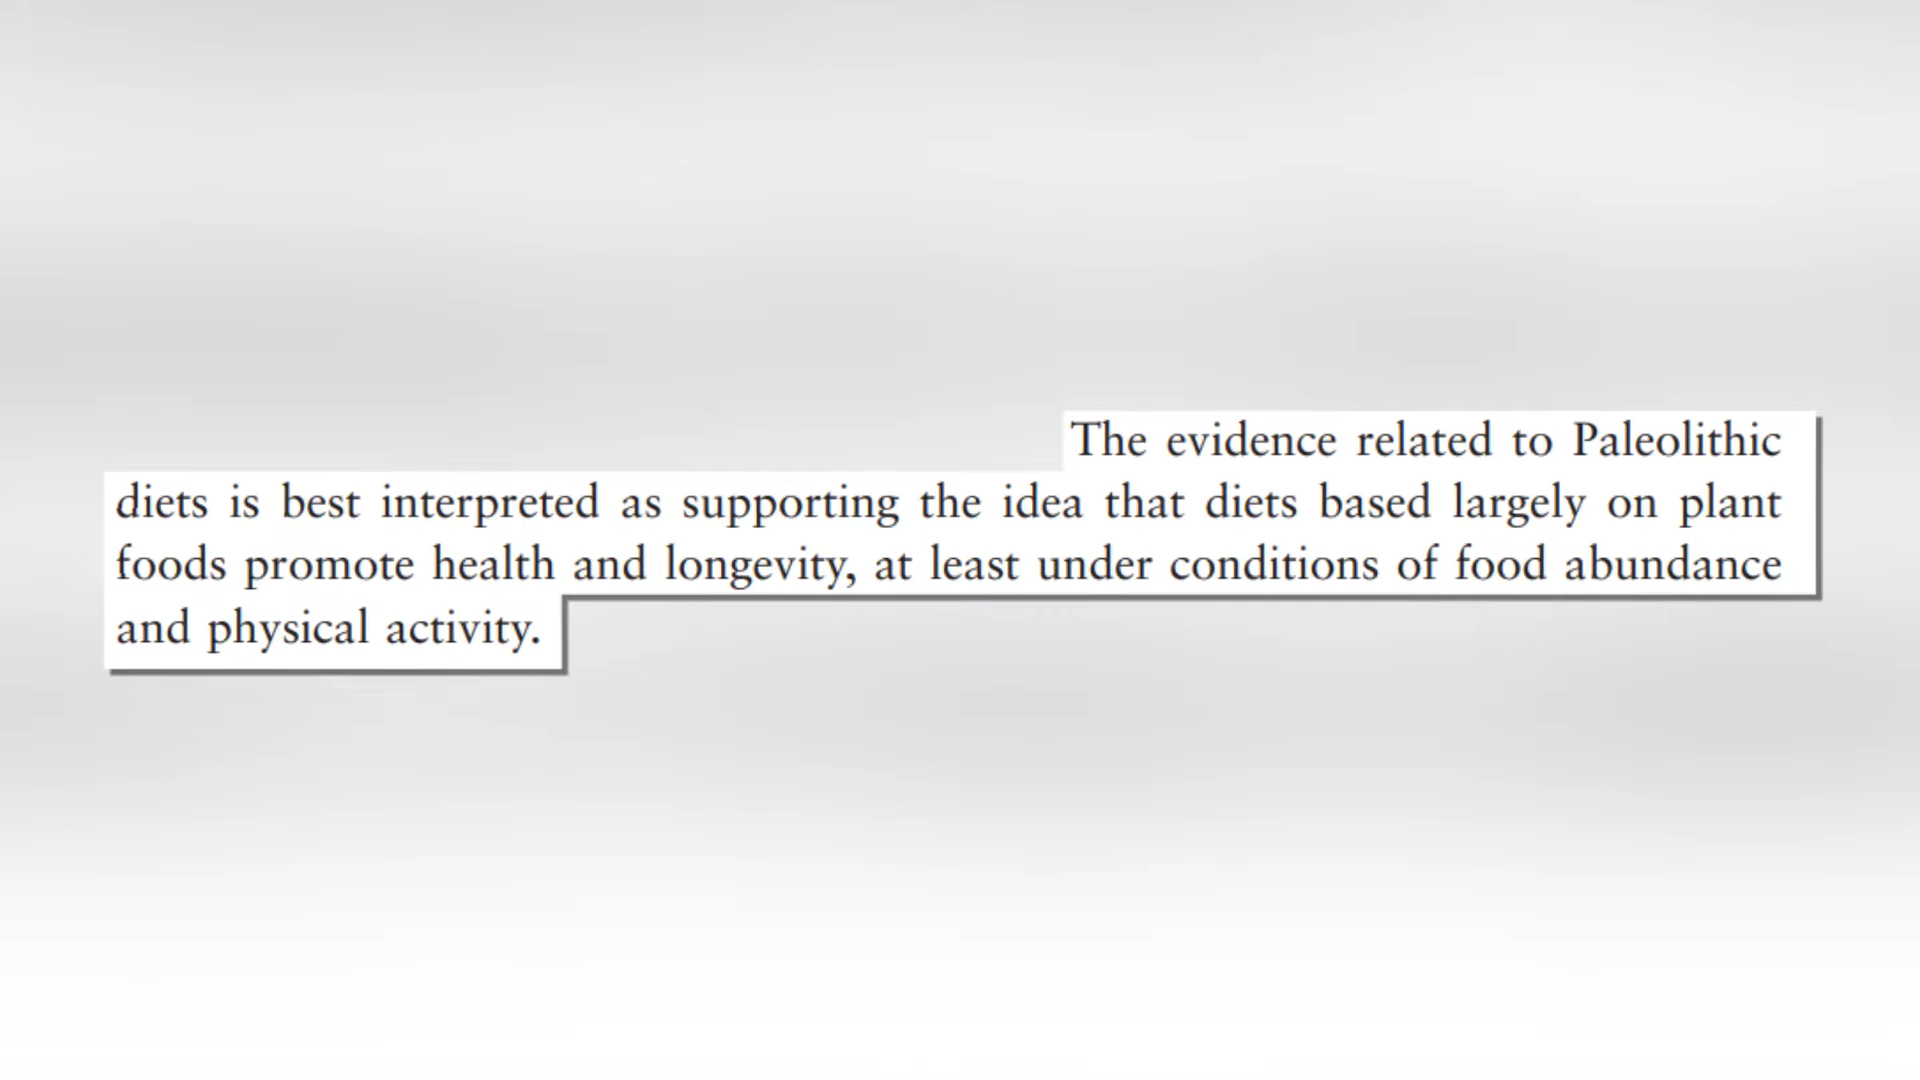 The evidence related to Paleolithic
diets is best interpreted as supporting the idea that diets based largely on plant
foods promote health and longevity, at least under conditions of food abundance
and physical activity.